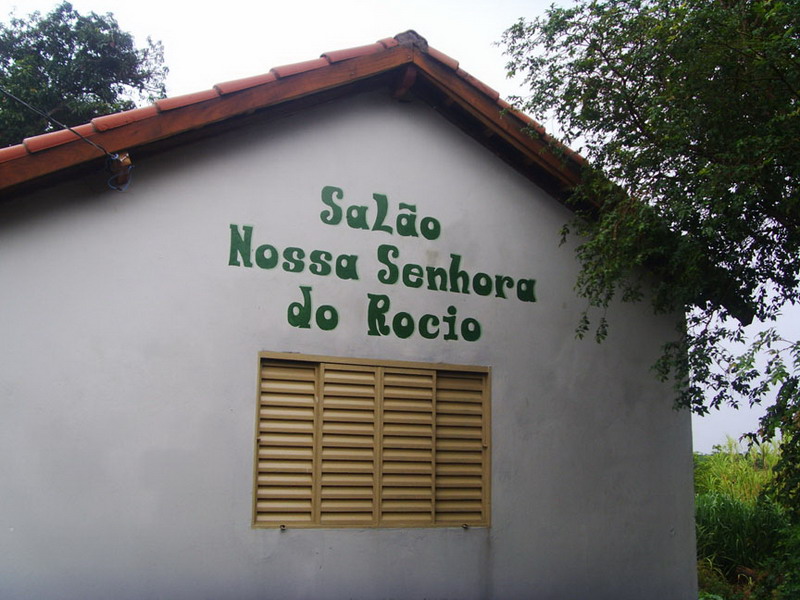 Salão
Nossa Senhora
do Rocio